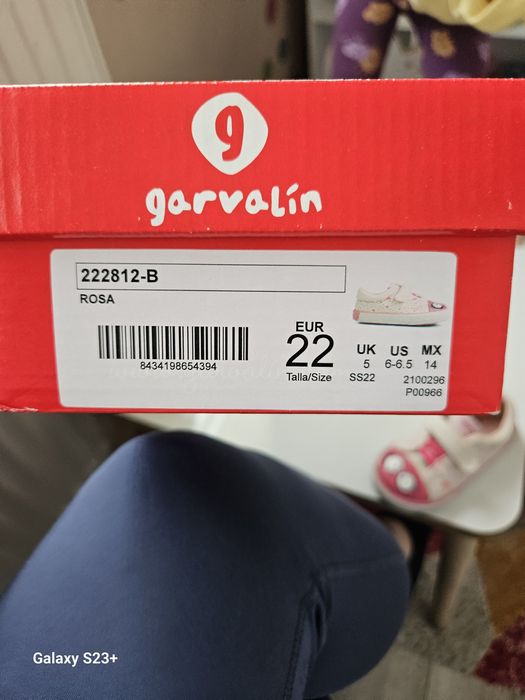 g
garvalín
222812-B
ROSA
8434198654394
EUR
22
Talla/Size
UK US MX
5 6-6.5 14
SS22 2100296
P00966
Galaxy S23+